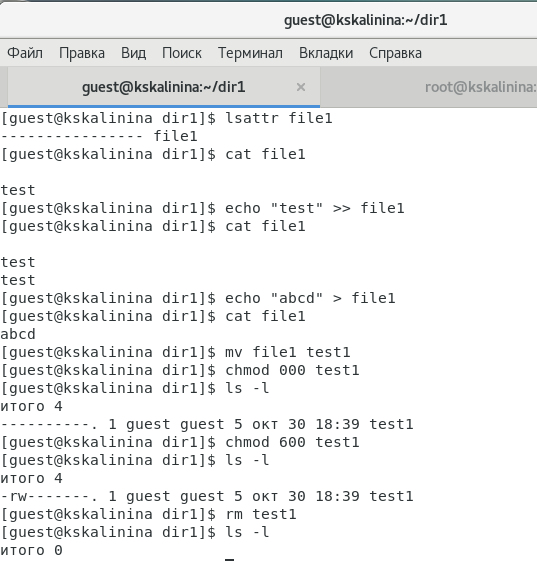 guest@kskalinina:~/dir1
Файл Правка Вид Поиск Терминал Вкладки Справка
guest@kskalinina:~/dir1 × root@kskalinina:
[guest@kskalinina dir1]$ lsattr file1
---------------- file1
[guest@kskalinina dir1]$ cat file1

test
[guest@kskalinina dir1]$ echo "test" >> file1
[guest@kskalinina dir1]$ cat file1

test
test
[guest@kskalinina dir1]$ echo "abcd" > file1
[guest@kskalinina dir1]$ cat file1
abcd
[guest@kskalinina dir1]$ mv file1 test1
[guest@kskalinina dir1]$ chmod 000 test1
[guest@kskalinina dir1]$ ls -l
итого 4
----------. 1 guest guest 5 окт 30 18:39 test1
[guest@kskalinina dir1]$ chmod 600 test1
[guest@kskalinina dir1]$ ls -l
итого 4
-rw-------. 1 guest guest 5 окт 30 18:39 test1
[guest@kskalinina dir1]$ rm test1
[guest@kskalinina dir1]$ ls -l
итого 0